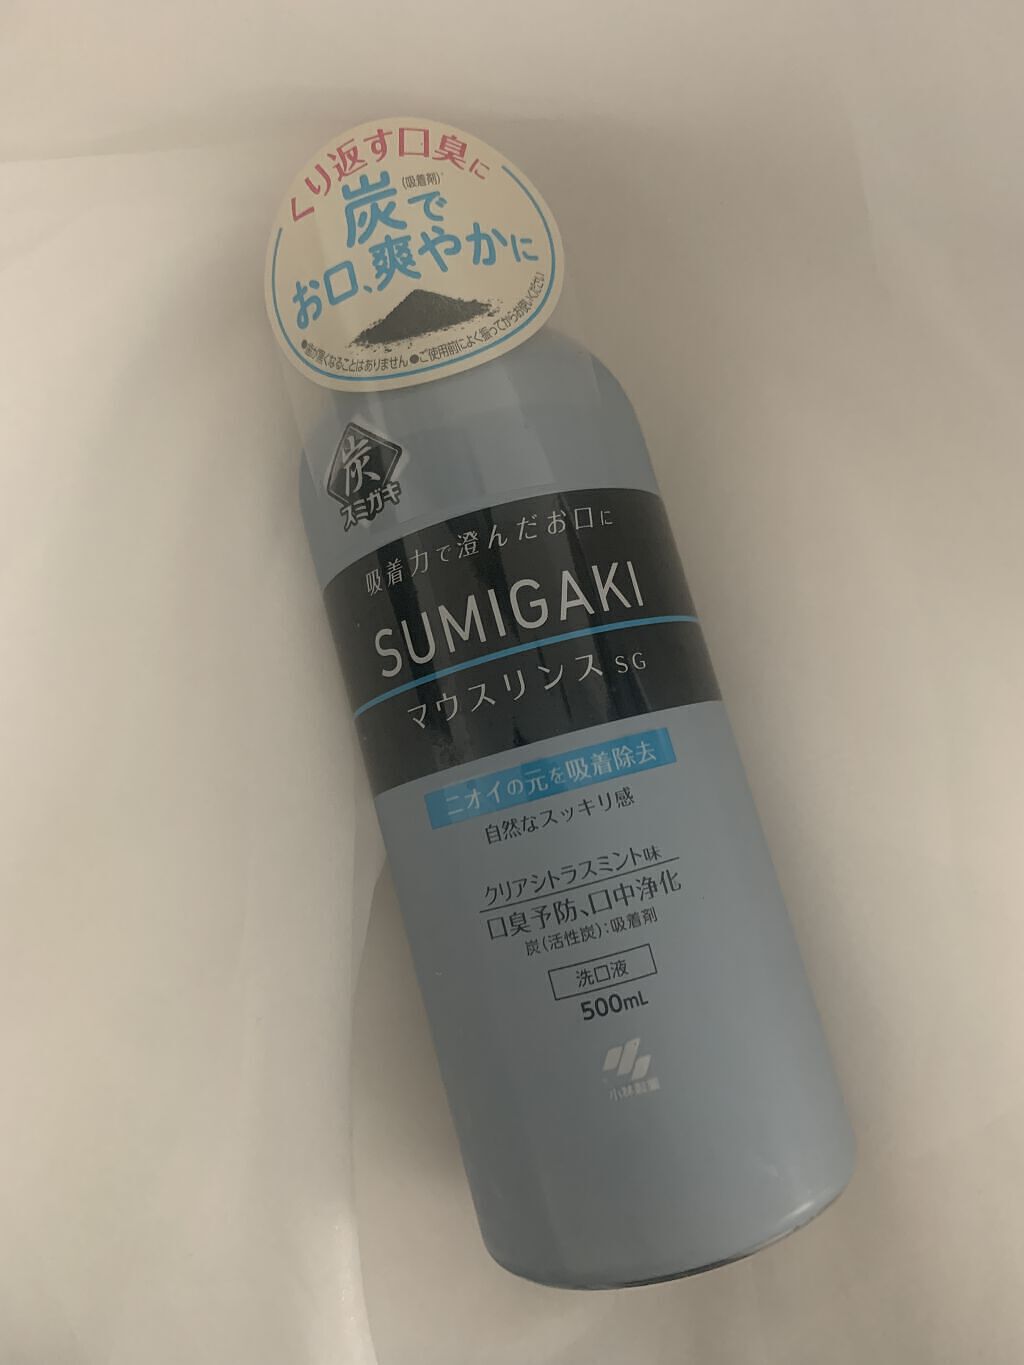 くり返す口臭に
炭(吸着剤)*で
お口、爽やかに
●歯が黒くなることはありません●ご使用前によく振ってからお使いください
炭
スミガキ
吸着力で澄んだお口に
SUMIGAKI
マウスリンス SG
ニオイの元を吸着除去
自然なスッキリ感
クリアシトラスミント味
口臭予防、口中浄化
炭(活性炭):吸着剤
洗口液
500mL
小林製薬